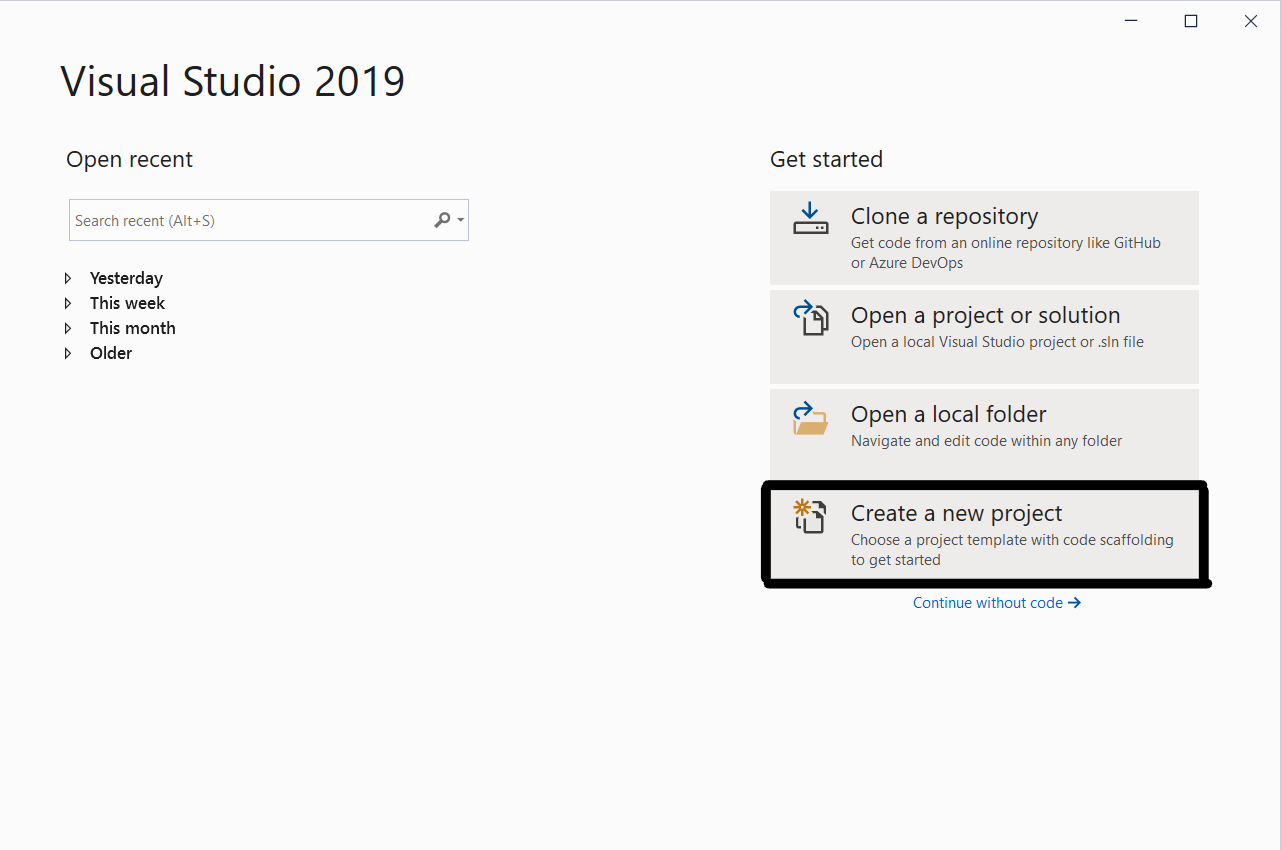 Visual Studio 2019
Open recent
Search recent (Alt+S)
Yesterday
This week
This month
Older
Get started
Clone a repository
Get code from an online repository like GitHub
or Azure DevOps
Open a project or solution
Open a local Visual Studio project or .sln file
Open a local folder
Navigate and edit code within any folder
Create a new project
Choose a project template with code scaffolding
to get started
Continue without code